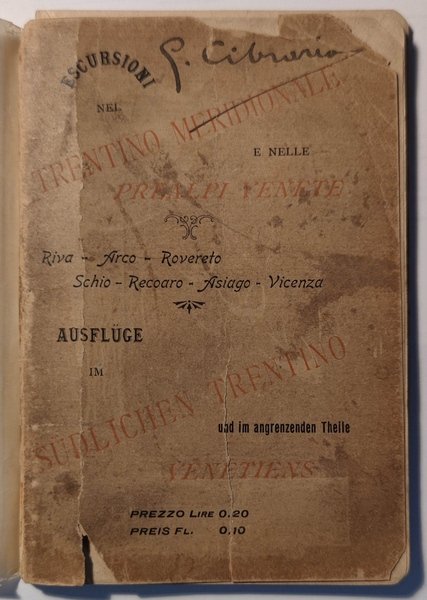 G. Cibrario
ESCURSIONI
NEL
TRENTINO MERIDIONALE
E NELLE
PREALPI VENETE
Riva - Arco - Rovereto
Schio - Recoaro - Asiago - Vicenza
AUSFLÜGE
IM
SÜDLICHEN TRENTINO
und im angrenzenden Theile
VENETIENS
PREZZO LIRE 0.20
PREIS FL. 0.10